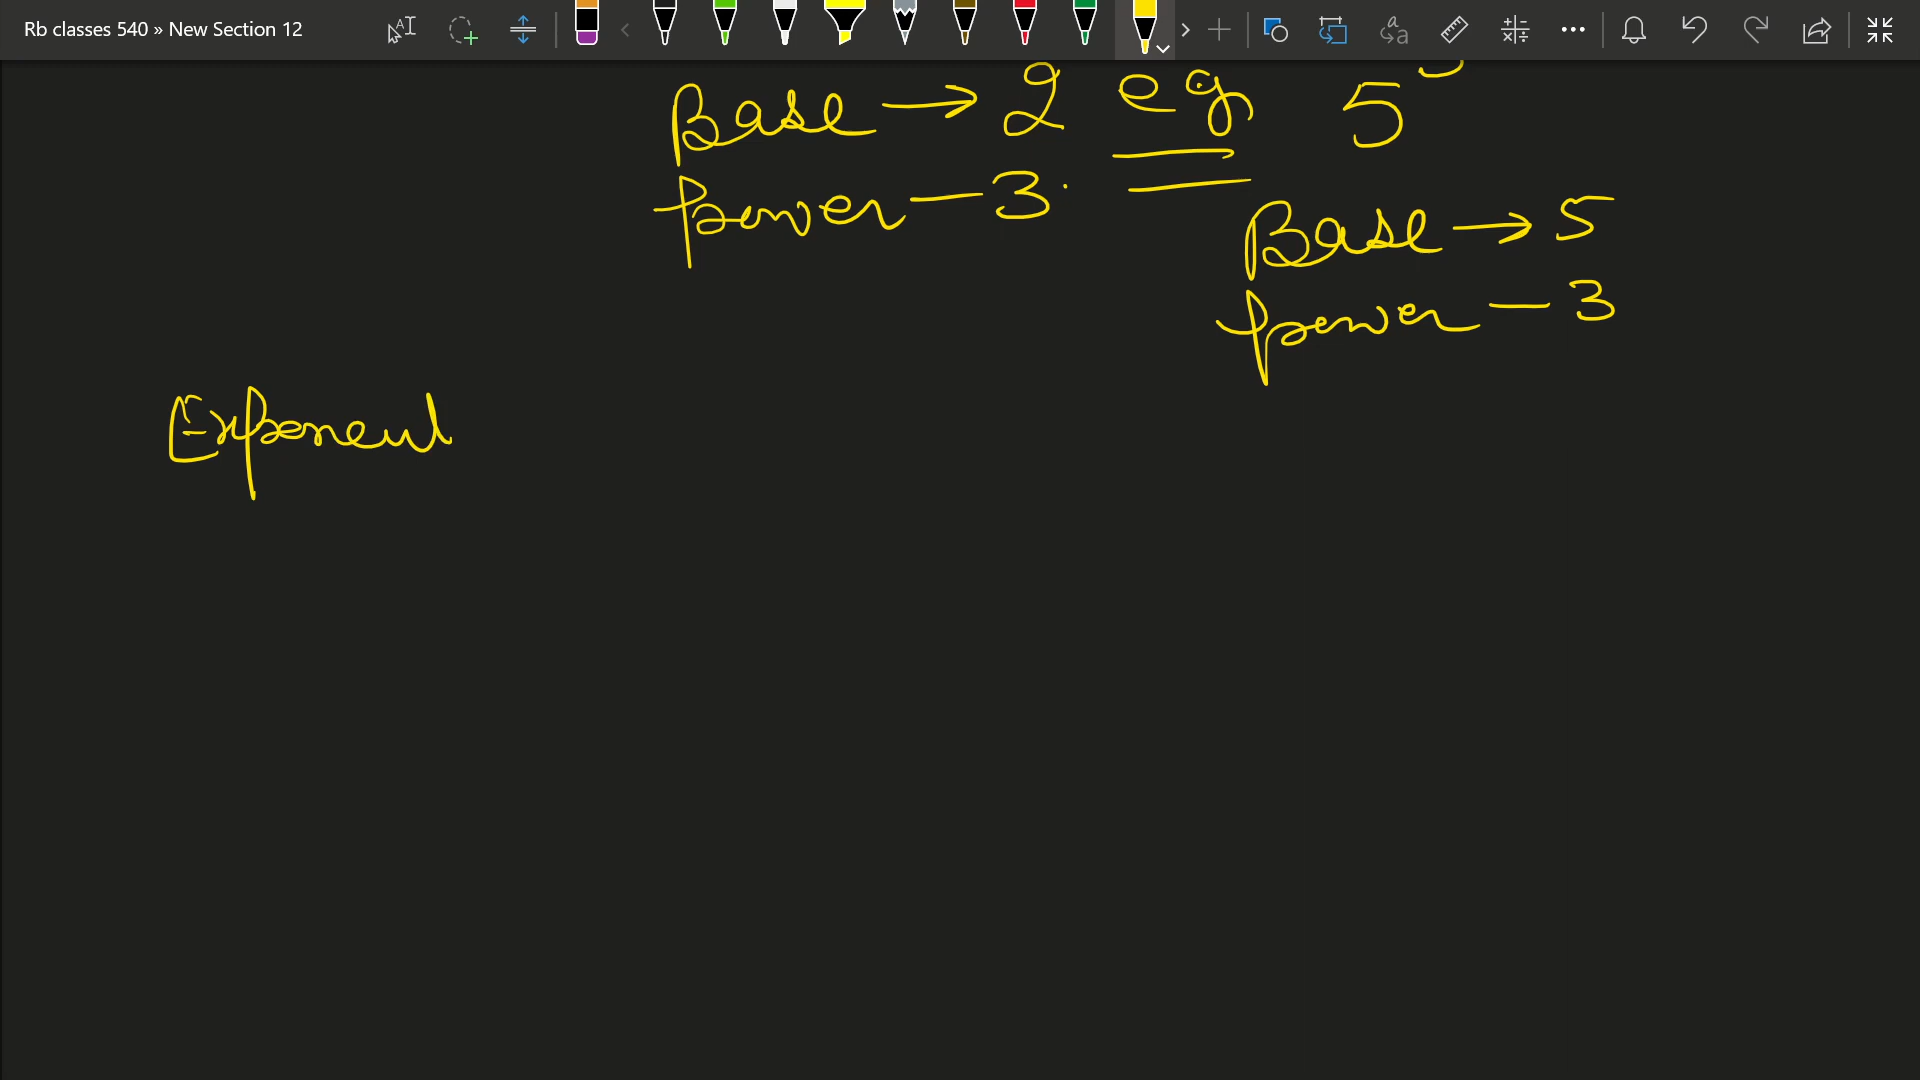 Rb classes 540 » New Section 12
Base → 2 eg 5
power — 3
Base → 5
power — 3
Exponent